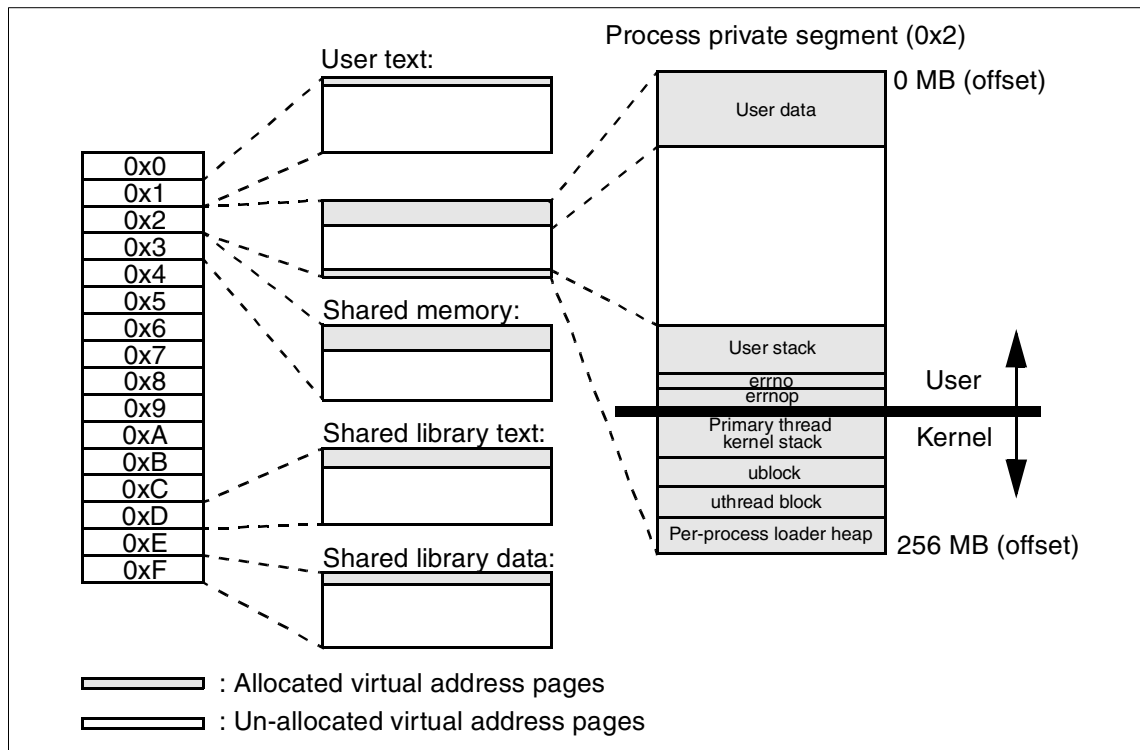 Process private segment (0x2)
User text:
0 MB (offset)
User data
0x0
0x1
0x2
0x3
0x4
0x5
0x6
0x7
0x8
0x9
0xA
0xB
0xC
0xD
0xE
0xF
Shared memory:
Shared library text:
Shared library data:
User stack
errno
errnop
User
Kernel
Primary thread
kernel stack
ublock
uthread block
Per-process loader heap
256 MB (offset)
: Allocated virtual address pages
: Un-allocated virtual address pages